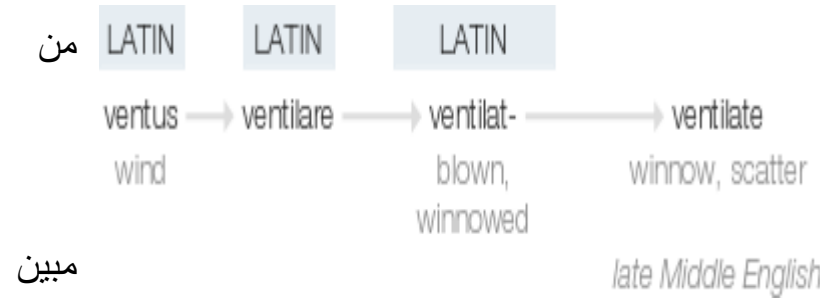 من LATIN LATIN LATIN
ventus ventilare ventilat- ventilate
wind blown, winnow, scatter
winnowed
مبين late Middle English